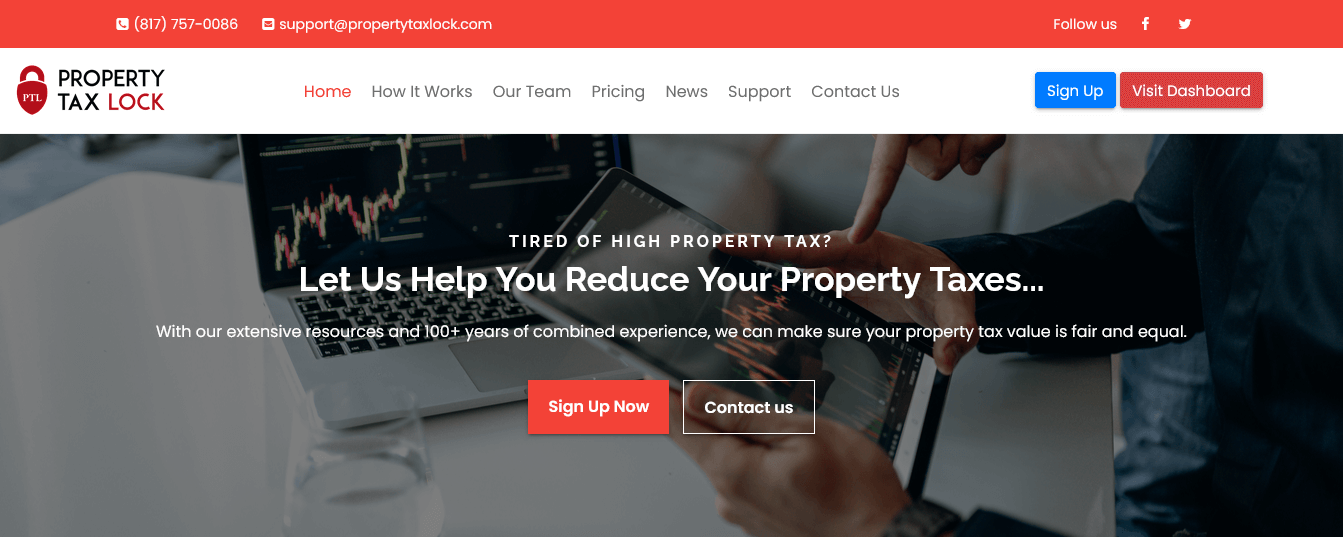 (817) 757-0086 support@propertytaxlock.com Follow us
PROPERTY
TAX LOCK
PTL
Home How It Works Our Team Pricing News Support Contact Us Sign Up Visit Dashboard
TIRED OF HIGH PROPERTY TAX?
Let Us Help You Reduce Your Property Taxes...
With our extensive resources and 100+ years of combined experience, we can make sure your property tax value is fair and equal.
Sign Up Now Contact us